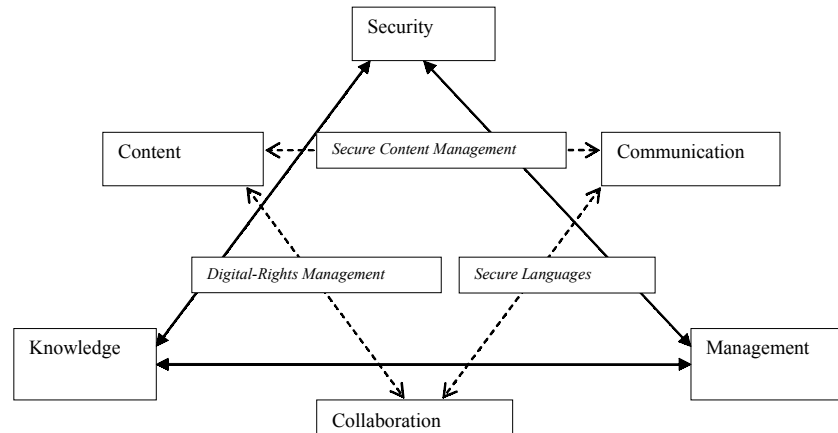 Security
Content
Secure Content Management
Communication
Digital-Rights Management
Secure Languages
Knowledge
Management
Collaboration